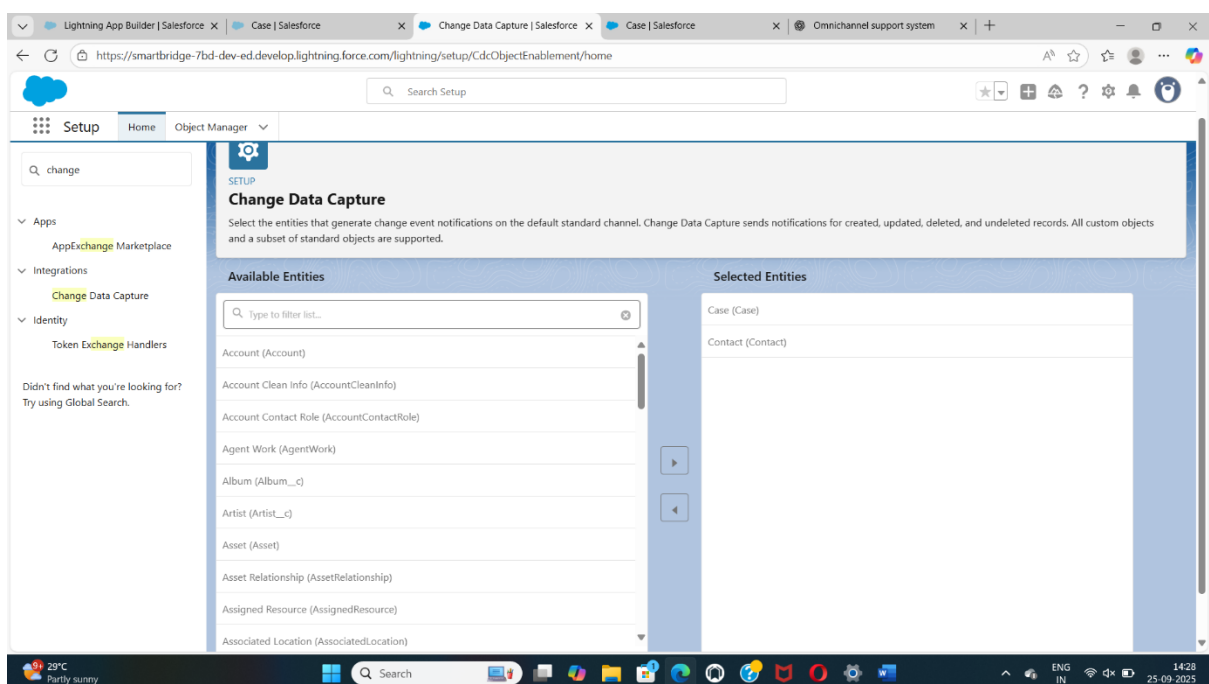 Lightning App Builder | Salesforce
Case | Salesforce
Change Data Capture | Salesforce
Case | Salesforce
Omnichannel support system
https://smartbridge-7bd-dev-ed.develop.lightning.force.com/lightning/setup/CdcObjectEnablement/home
Search Setup
Setup
Home
Object Manager
change
Apps
AppExchange Marketplace
Integrations
Change Data Capture
Identity
Token Exchange Handlers
Didn't find what you're looking for?
Try using Global Search.
SETUP
Change Data Capture
Select the entities that generate change event notifications on the default standard channel. Change Data Capture sends notifications for created, updated, deleted, and undeleted records. All custom objects
and a subset of standard objects are supported.
Available Entities
Type to filter list...
Account (Account)
Account Clean Info (AccountCleanInfo)
Account Contact Role (AccountContactRole)
Agent Work (AgentWork)
Album (Album__c)
Artist (Artist__c)
Asset (Asset)
Asset Relationship (AssetRelationship)
Assigned Resource (AssignedResource)
Associated Location (AssociatedLocation)
Selected Entities
Case (Case)
Contact (Contact)
9+
29°C
Partly sunny
Search
ENG
IN
14:28
25-09-2025